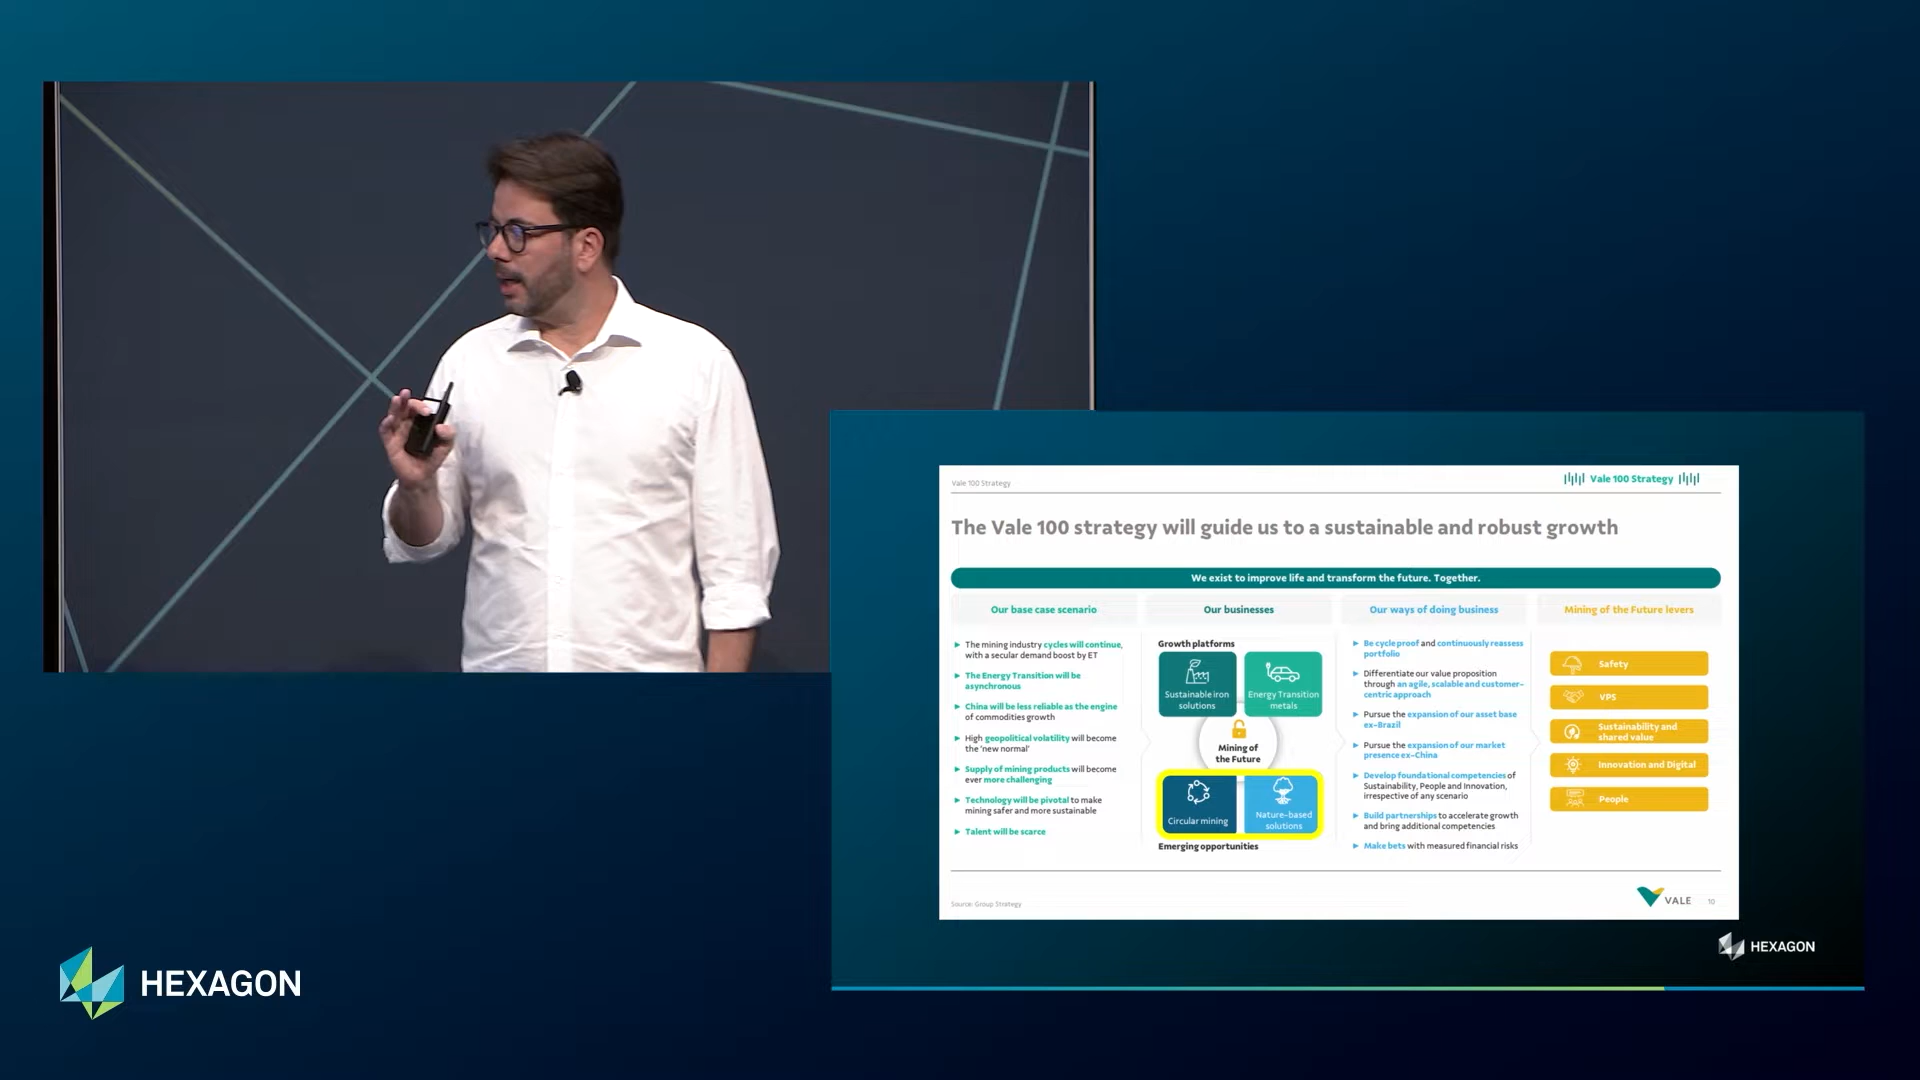 Vale 100 Strategy
Vale 100 Strategy
The Vale 100 strategy will guide us to a sustainable and robust growth
We exist to improve life and transform the future. Together.
Our base case scenario
The mining industry cycles will continue,
with a secular demand boost by ET
The Energy Transition will be
asynchronous
China will be less reliable as the engine
of commodities growth
High geopolitical volatility will become
the 'new normal'
Supply of mining products will become
ever more challenging
Technology will be pivotal to make
mining safer and more sustainable
Talent will be scarce
Our businesses
Growth platforms
Sustainable iron
solutions
Energy Transition
metals
Mining of
the Future
Circular mining
Nature-based
solutions
Emerging opportunities
Our ways of doing business
Be cycle proof and continuously reassess
portfolio
Differentiate our value proposition
through an agile, scalable and customer-
centric approach
Pursue the expansion of our asset base
ex-Brazil
Pursue the expansion of our market
presence ex-China
Develop foundational competencies of
Sustainability, People and Innovation,
irrespective of any scenario
Build partnerships to accelerate growth
and bring additional competencies
Make bets with measured financial risks
Mining of the Future levers
Safety
VPS
Sustainability and
shared value
Innovation and Digital
People
Source: Group Strategy
VALE
10
HEXAGON
HEXAGON